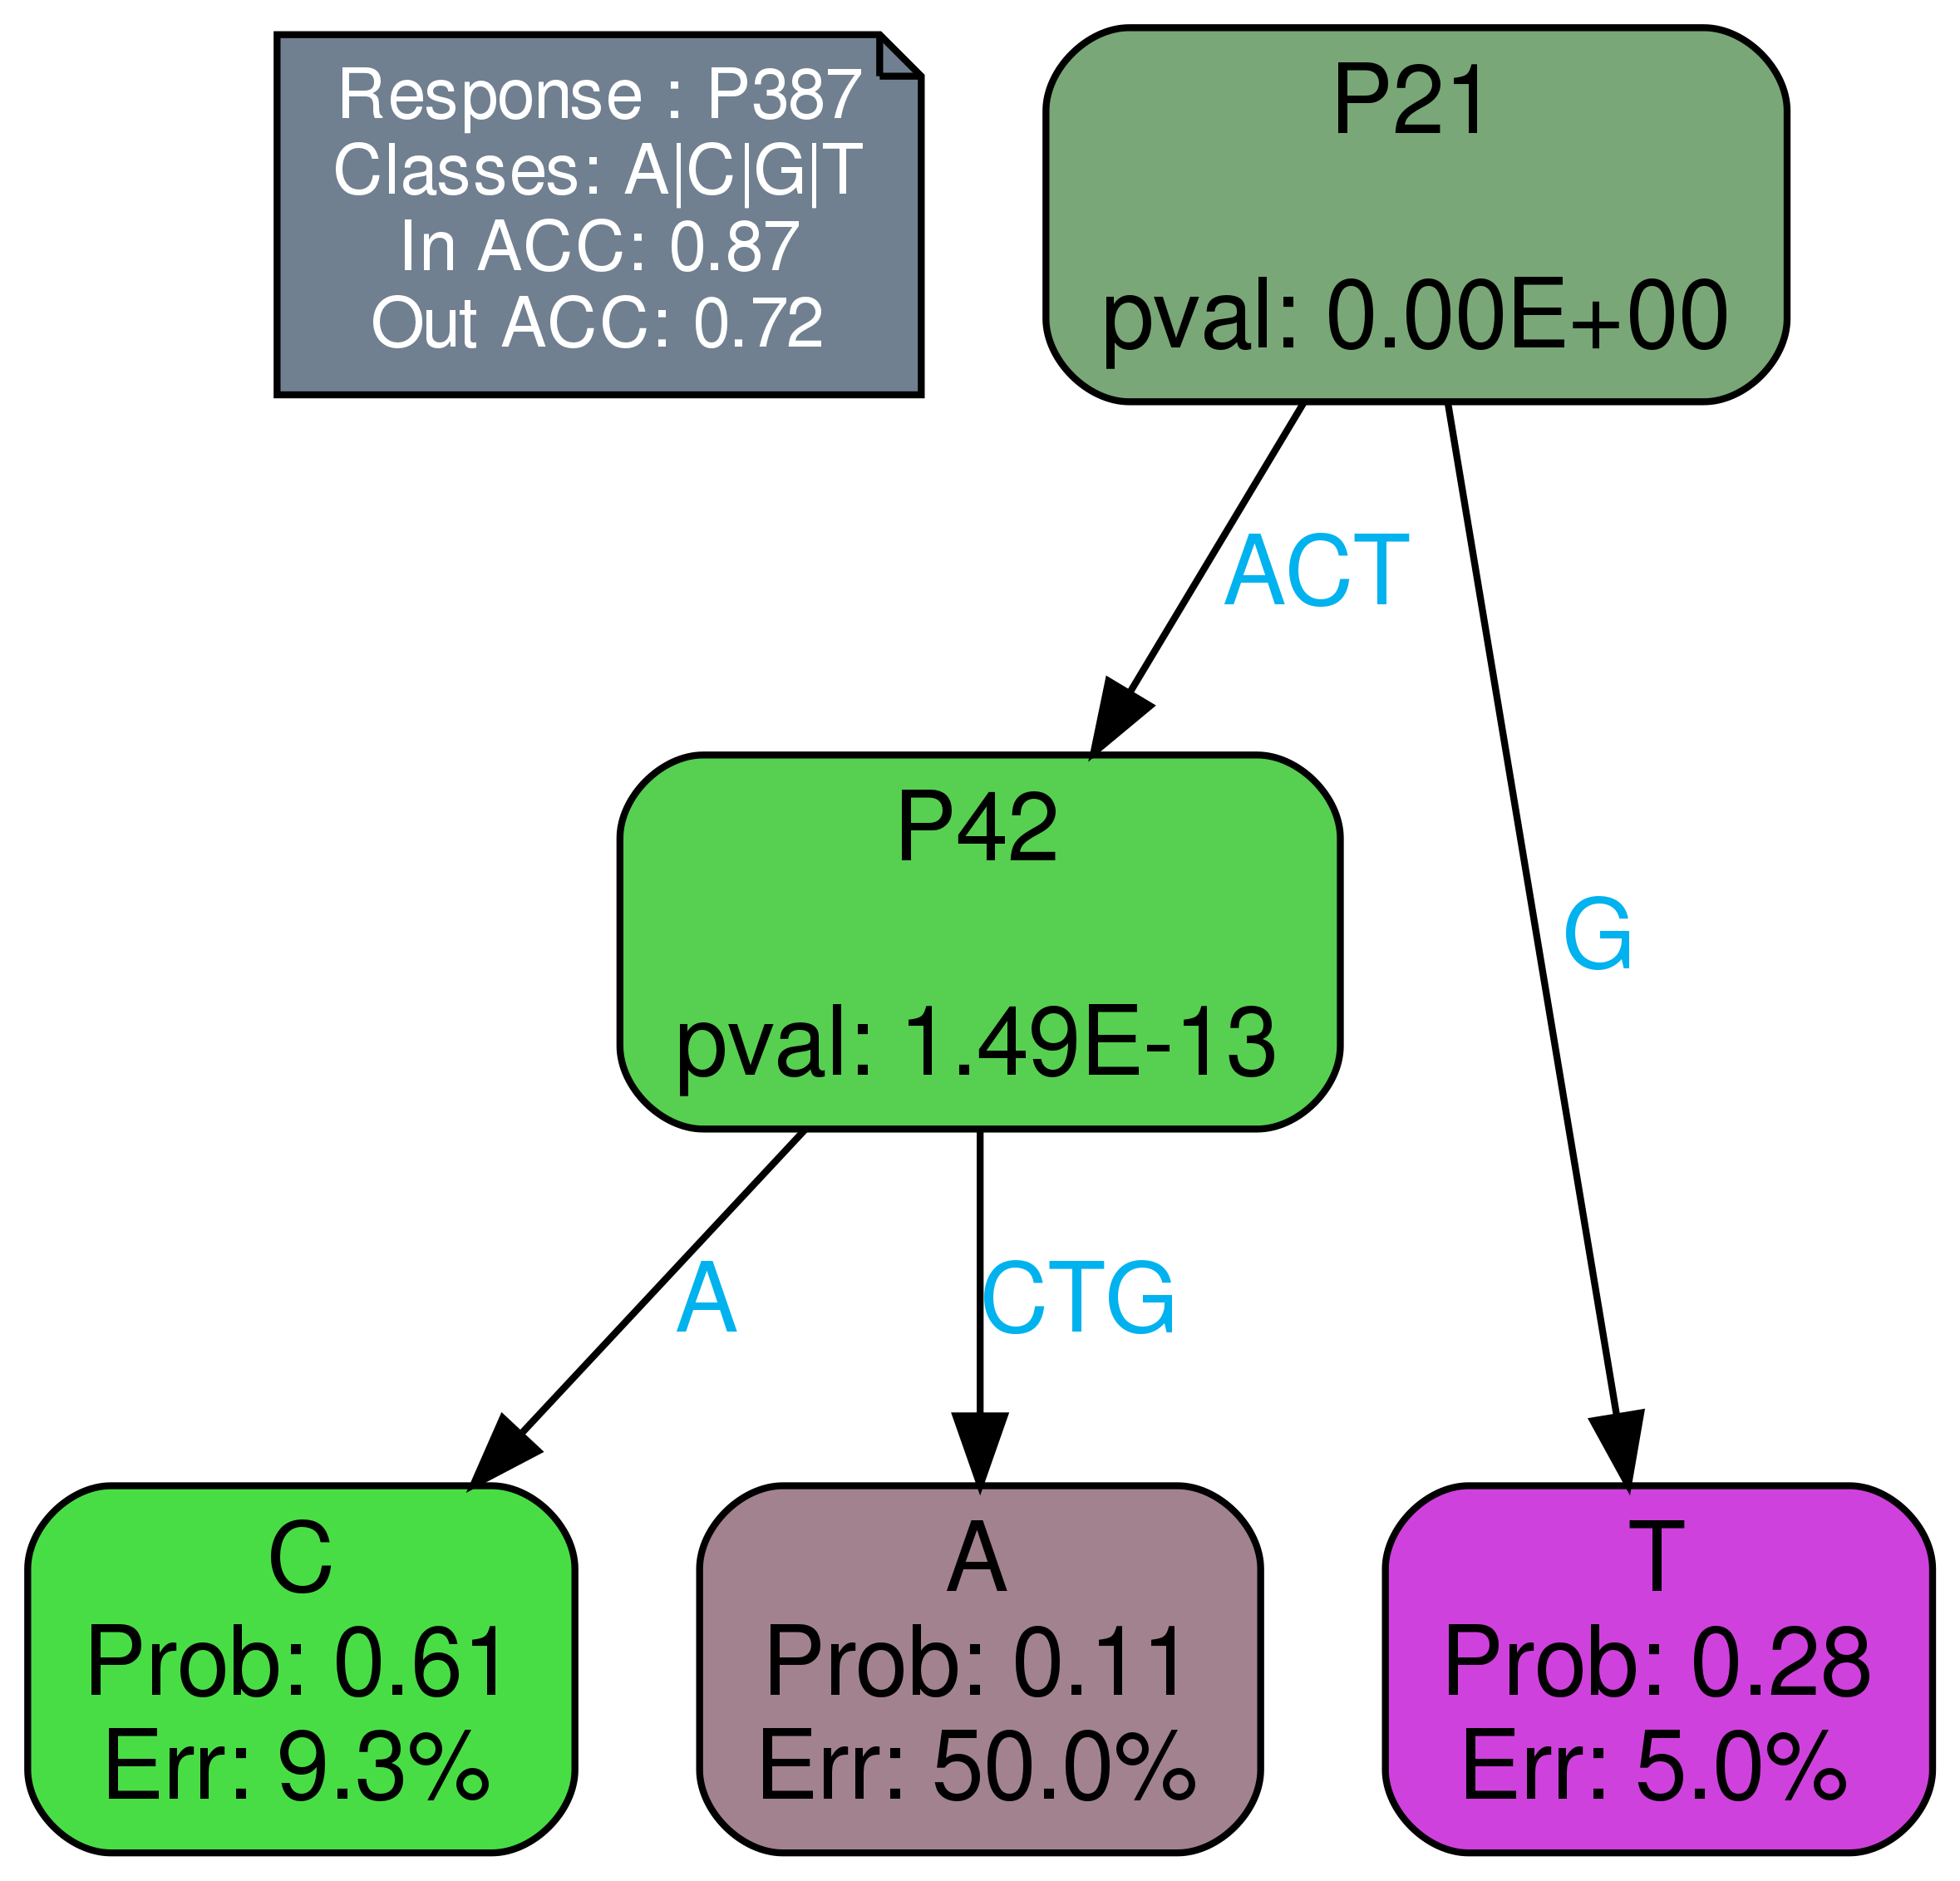 Response : P387
Classes: A|C|G|T
In ACC: 0.87
Out ACC: 0.72
P21
pval: 0.00E+00
ACT
P42
pval: 1.49E-13
G
A
CTG
C
Prob: 0.61
Err: 9.3%
A
Prob: 0.11
Err: 50.0%
T
Prob: 0.28
Err: 5.0%